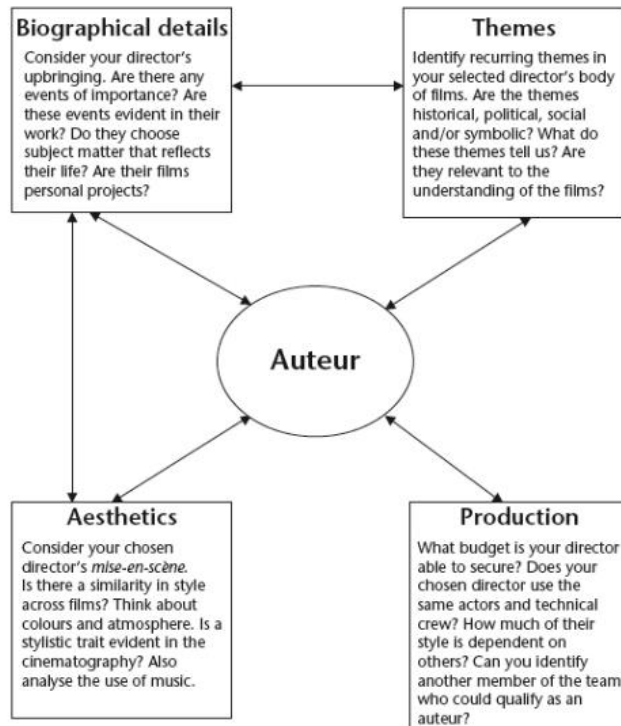 Biographical details
Consider your director's
upbringing. Are there any
events of importance? Are
these events evident in their
work? Do they choose
subject matter that reflects
their life? Are their films
personal projects?
Themes
Identify recurring themes in
your selected director's body
of films. Are the themes
historical, political, social
and/or symbolic? What do
these themes tell us? Are
they relevant to the
understanding of the films?
Auteur
Aesthetics
Consider your chosen
director's mise-en-scène.
Is there a similarity in style
across films? Think about
colours and atmosphere. Is a
stylistic trait evident in the
cinematography? Also
analyse the use of music.
Production
What budget is your director
able to secure? Does your
chosen director use the
same actors and technical
crew? How much of their
style is dependent on
others? Can you identify
another member of the team
who could qualify as an
auteur?